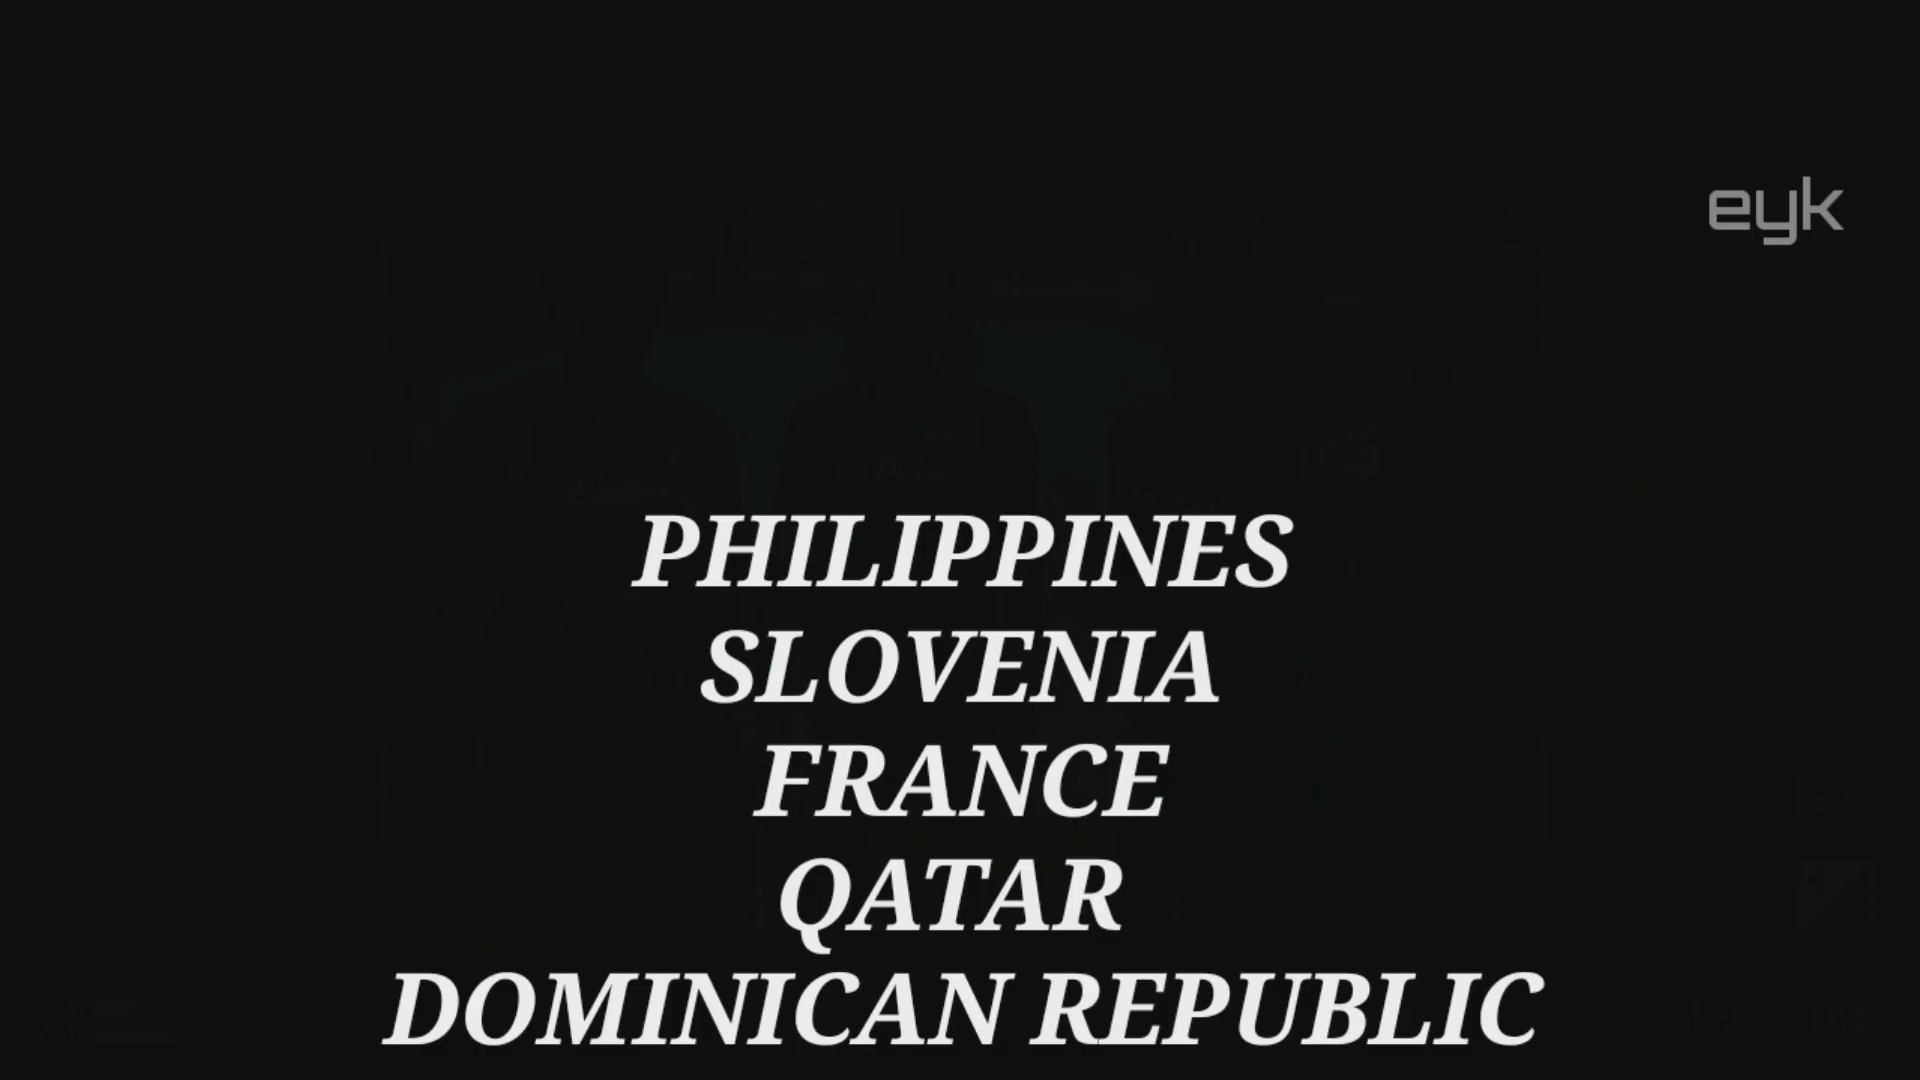 eyk
PHILIPPINES
SLOVENIA
FRANCE
QATAR
DOMINICAN REPUBLIC